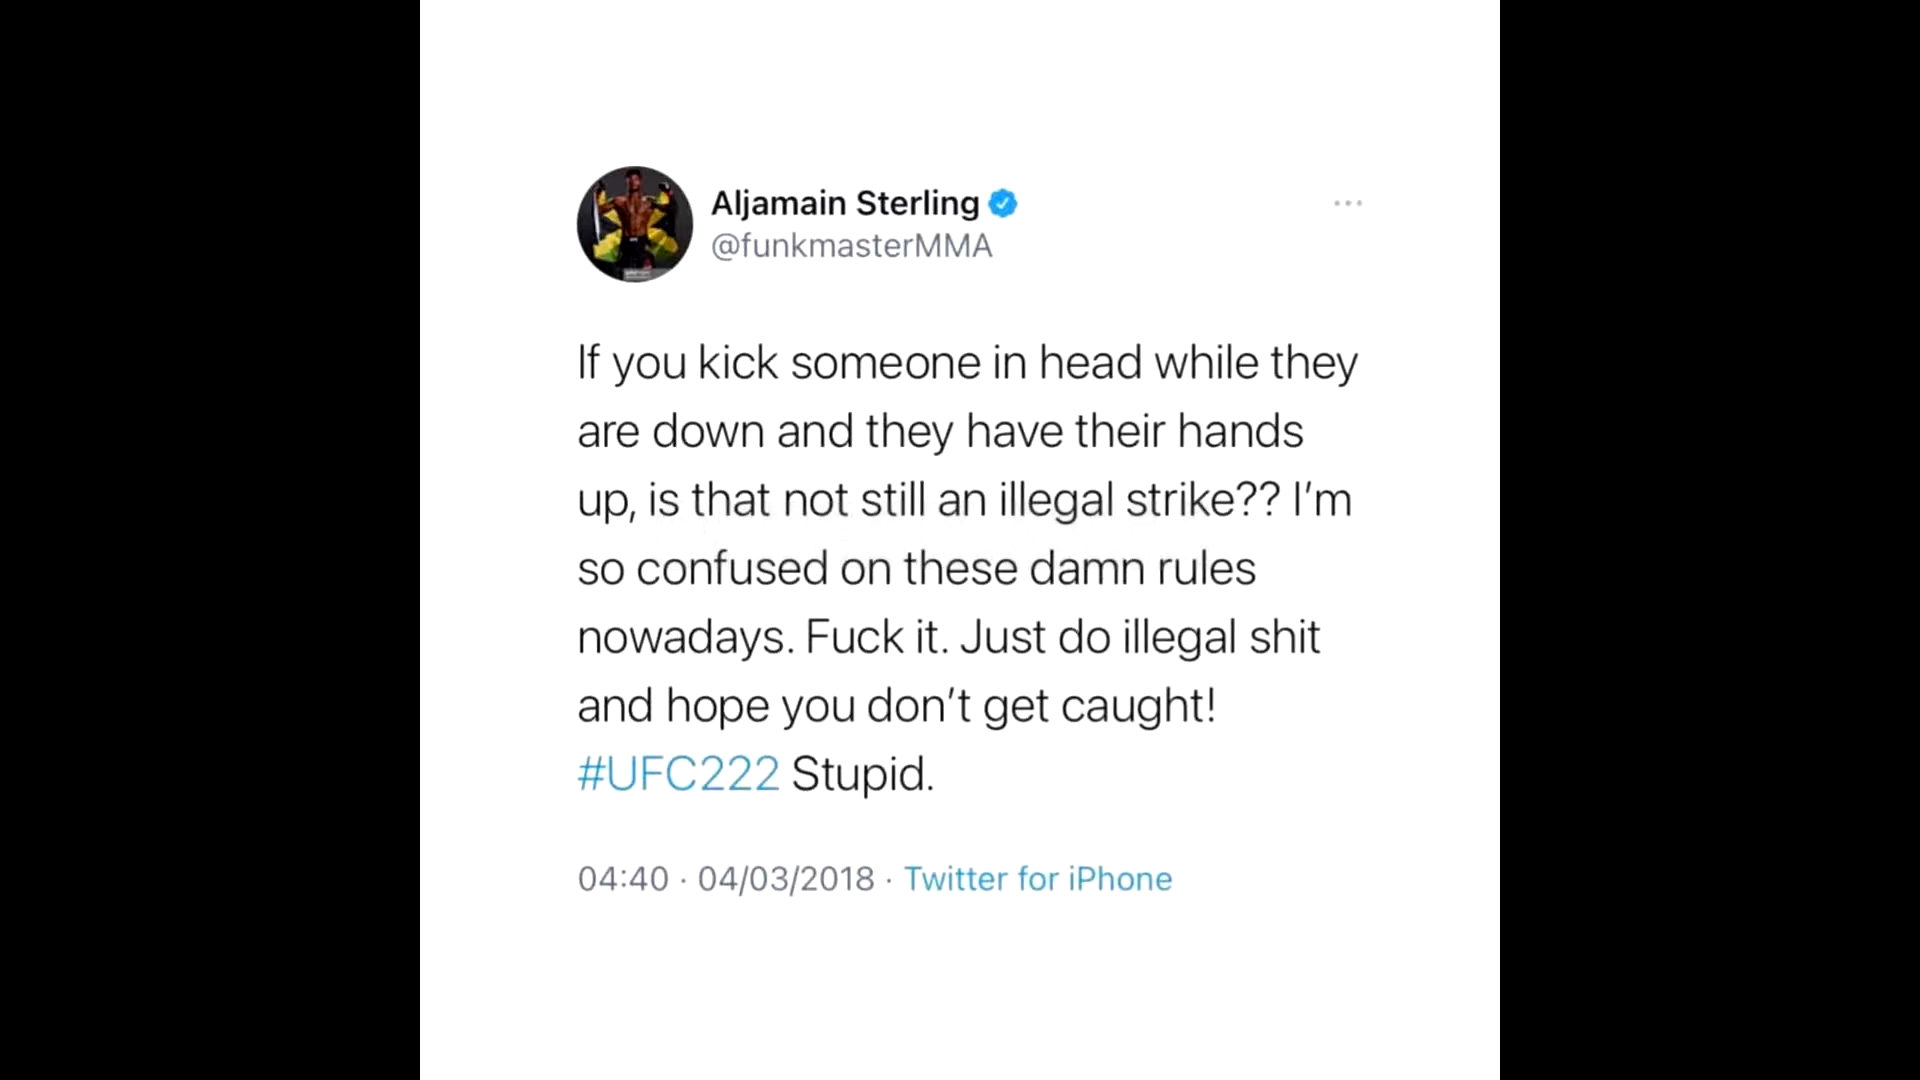 Aljamain Sterling
@funkmasterMMA
If you kick someone in head while they
are down and they have their hands
up, is that not still an illegal strike?? I'm
so confused on these damn rules
nowadays. Fuck it. Just do illegal shit
and hope you don't get caught!
#UFC222 Stupid.
04:40 · 04/03/2018 · Twitter for iPhone